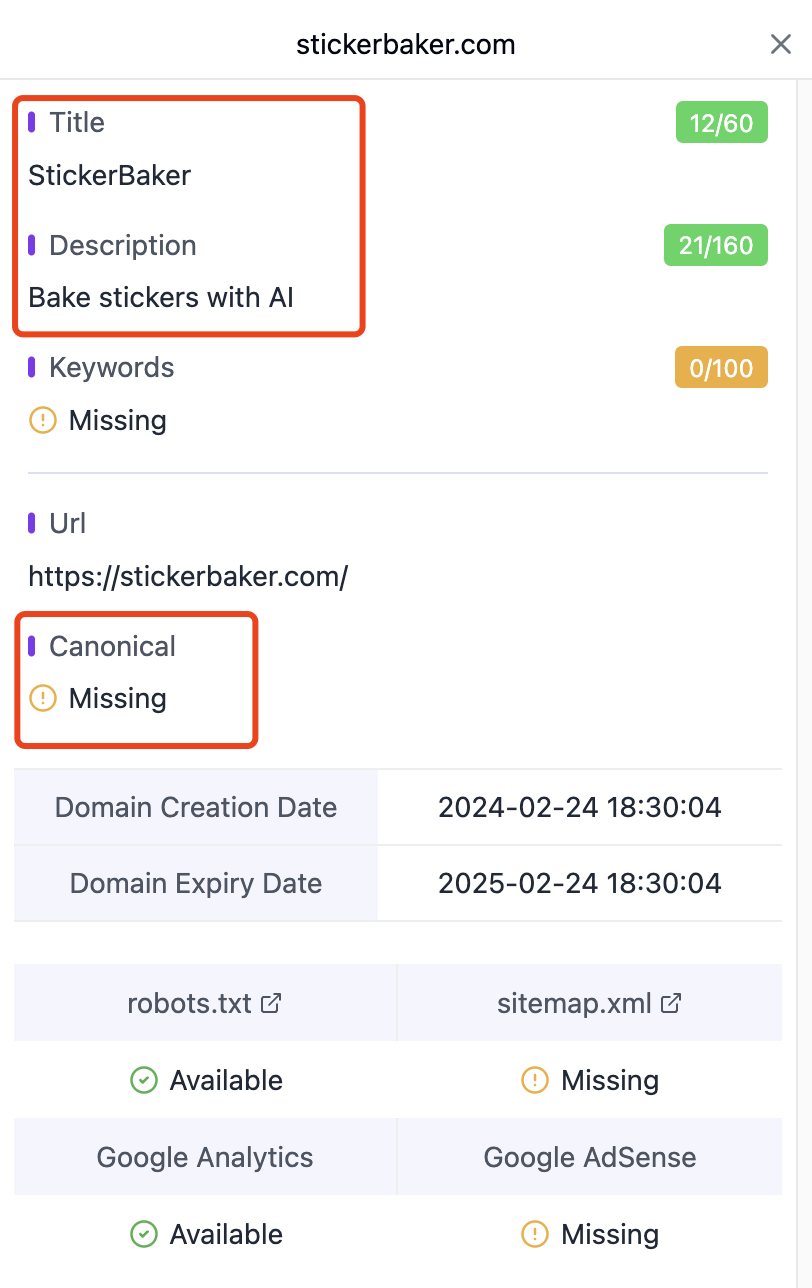 stickerbaker.com
Title
12/60
StickerBaker
Description
21/160
Bake stickers with AI
Keywords
0/100
Missing
Url
https://stickerbaker.com/
Canonical
Missing
Domain Creation Date 2024-02-24 18:30:04
Domain Expiry Date 2025-02-24 18:30:04
robots.txt sitemap.xml
Available Missing
Google Analytics Google AdSense
Available Missing